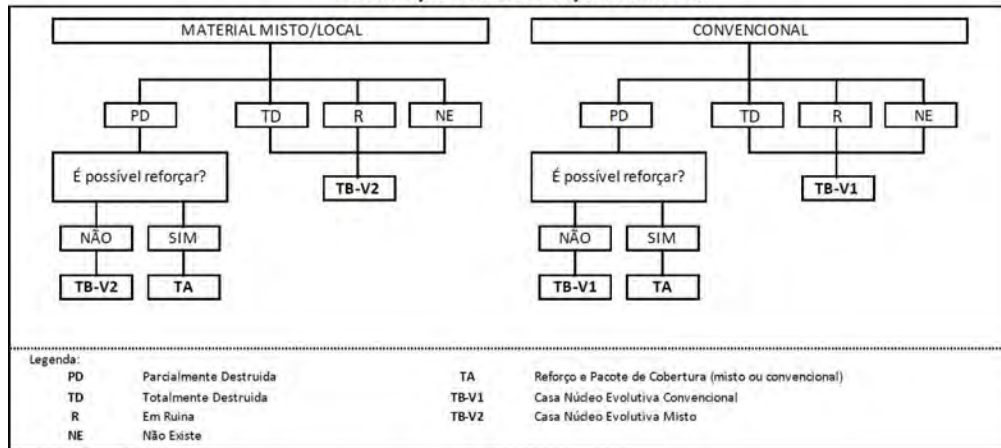 MATERIAL MISTO/LOCAL
PD
TD
R
NE
É possível reforçar?
TB-V2
NÃO
SIM
TB-V2
TA
CONVENCIONAL
PD
TD
R
NE
É possível reforçar?
TB-V1
NÃO
SIM
TB-V1
TA
Legenda:
PD Parcialmente Destruida
TD Totalmente Destruida
R Em Ruina
NE Não Existe
TA Reforço e Pacote de Cobertura (misto ou convencional)
TB-V1 Casa Núcleo Evolutiva Convencional
TB-V2 Casa Núcleo Evolutiva Misto